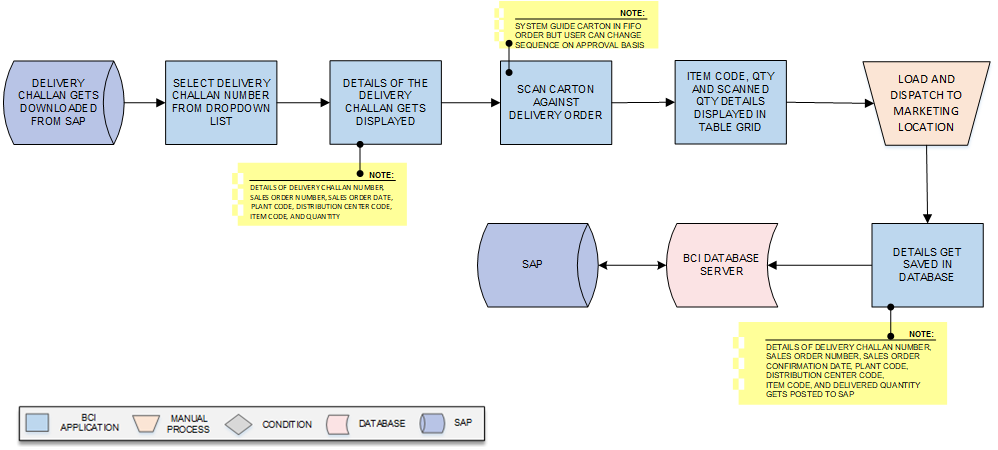 NOTE:
SYSTEM GUIDE CARTON IN FIFO
ORDER BUT USER CAN CHANGE
SEQUENCE ON APPROVAL BASIS
DELIVERY
CHALLAN GETS
DOWNLOADED
FROM SAP
SELECT DELIVERY
CHALLAN NUMBER
FROM DROPDOWN
LIST
DETAILS OF THE
DELIVERY
CHALLAN GETS
DISPLAYED
SCAN CARTON
AGAINST
DELIVERY ORDER
ITEM CODE, QTY
AND SCANNED
QTY DETAILS
DISPLAYED IN
TABLE GRID
LOAD AND
DISPATCH TO
MARKETING
LOCATION
NOTE:
DETAILS OF DELIVERY CHALLAN NUMBER,
SALES ORDER NUMBER, SALES ORDER DATE,
PLANT CODE, DISTRIBUTION CENTER CODE,
ITEM CODE, AND QUANTITY
SAP
BCI DATABASE
SERVER
DETAILS GET
SAVED IN
DATABASE
NOTE:
DETAILS OF DELIVERY CHALLAN NUMBER,
SALES ORDER NUMBER, SALES ORDER
CONFIRMATION DATE, PLANT CODE,
DISTRIBUTION CENTER CODE,
ITEM CODE, AND DELIVERED QUANTITY
GETS POSTED TO SAP
BCI
APPLICATION
MANUAL
PROCESS
CONDITION
DATABASE
SAP